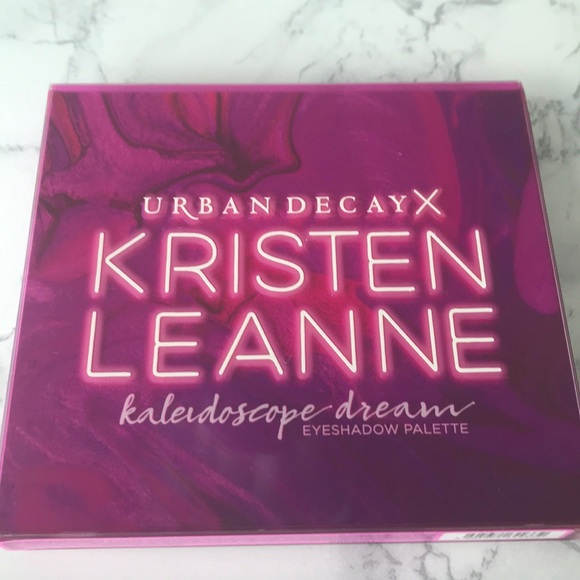 URBAN DECAY X
KRISTEN
LEANNE
kaleidoscope dream
EYESHADOW PALETTE